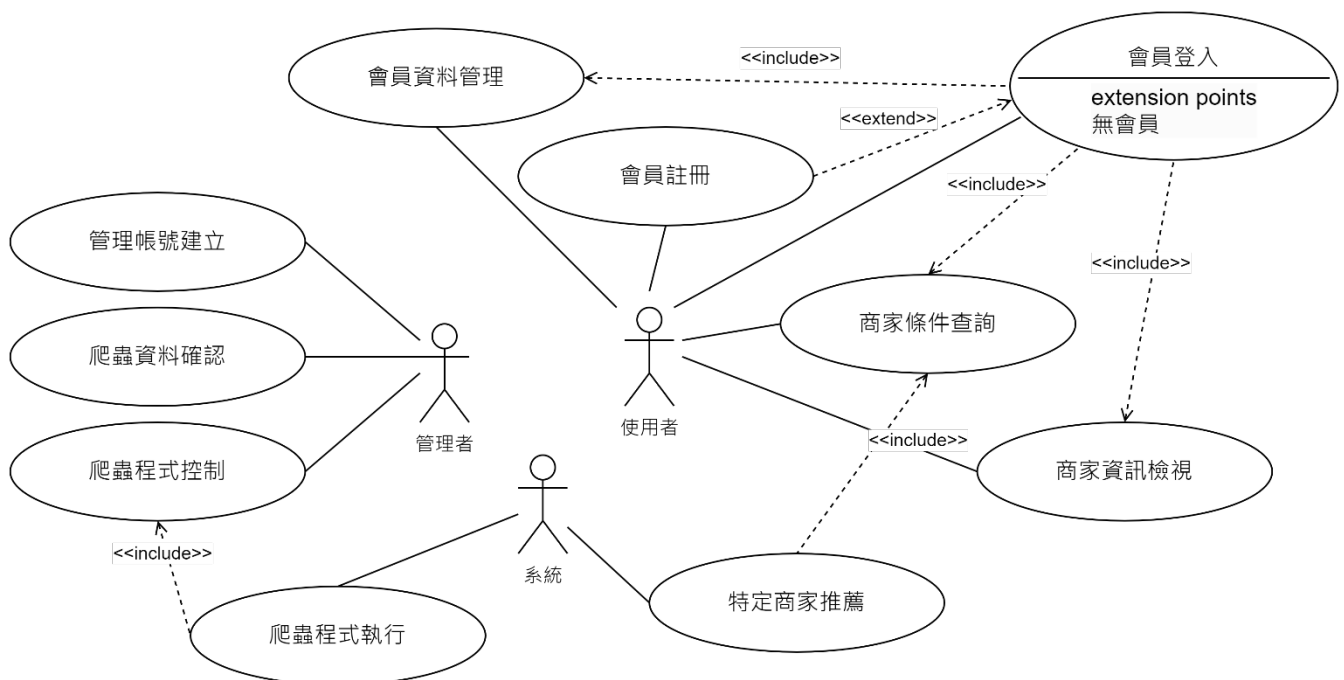 會員資料管理
<<include>>
會員登入
extension points
無會員
<<extend>>
會員註冊
<<include>>
管理帳號建立
<<include>>
爬蟲資料確認
商家條件查詢
管理者
使用者
<<include>>
爬蟲程式控制
商家資訊檢視
<<include>>
系統
特定商家推薦
爬蟲程式執行